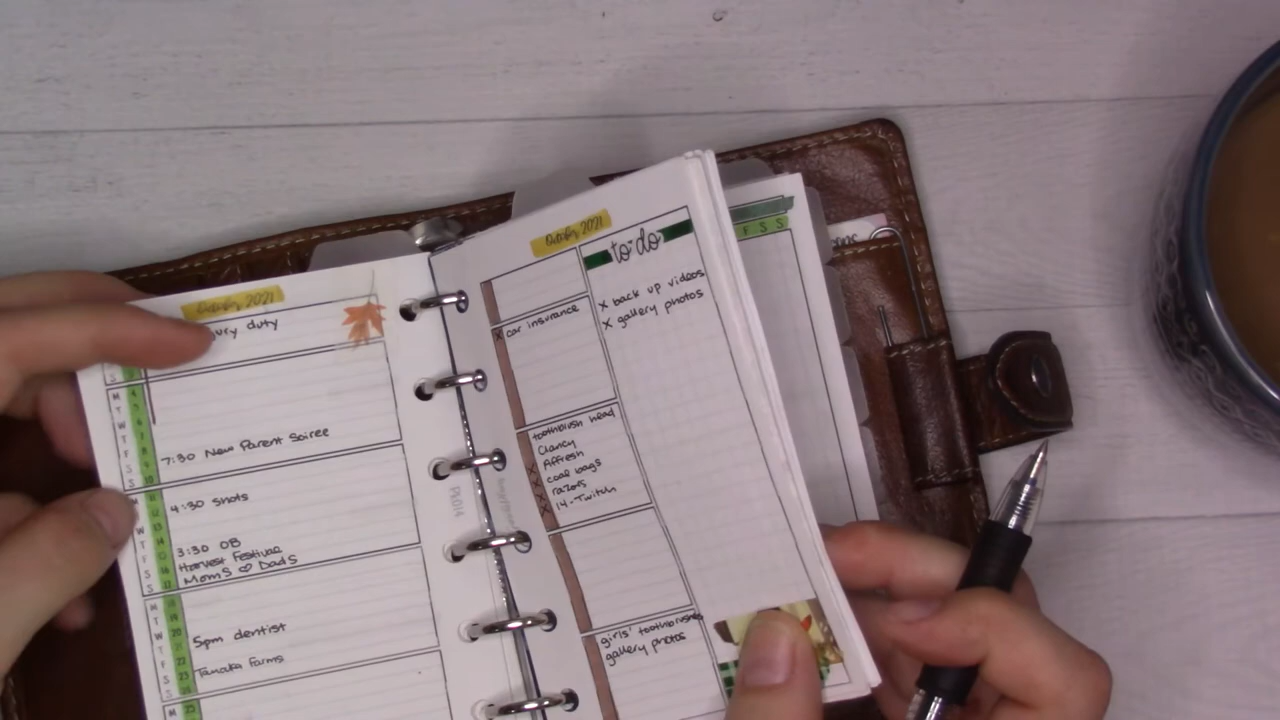 October 2021
jury duty
7:30 New Parent Soiree
4:30 shots
3:30 OB
Harvest Festival
Mom S ♡ Dad S
5pm dentist
Tanaka Farms
S
M
T
W
T
F
S
S
M
W
T
F
S
S
M
T
W
T
F
S
S
M
25
October 2021
to do
x back up videos
x gallery photos
x car insurance
toothbrush head
Clancy
x Affresh
x coal bags
x razors
x 14-Twitch
girls' toothbrushes
gallery photos
F S S